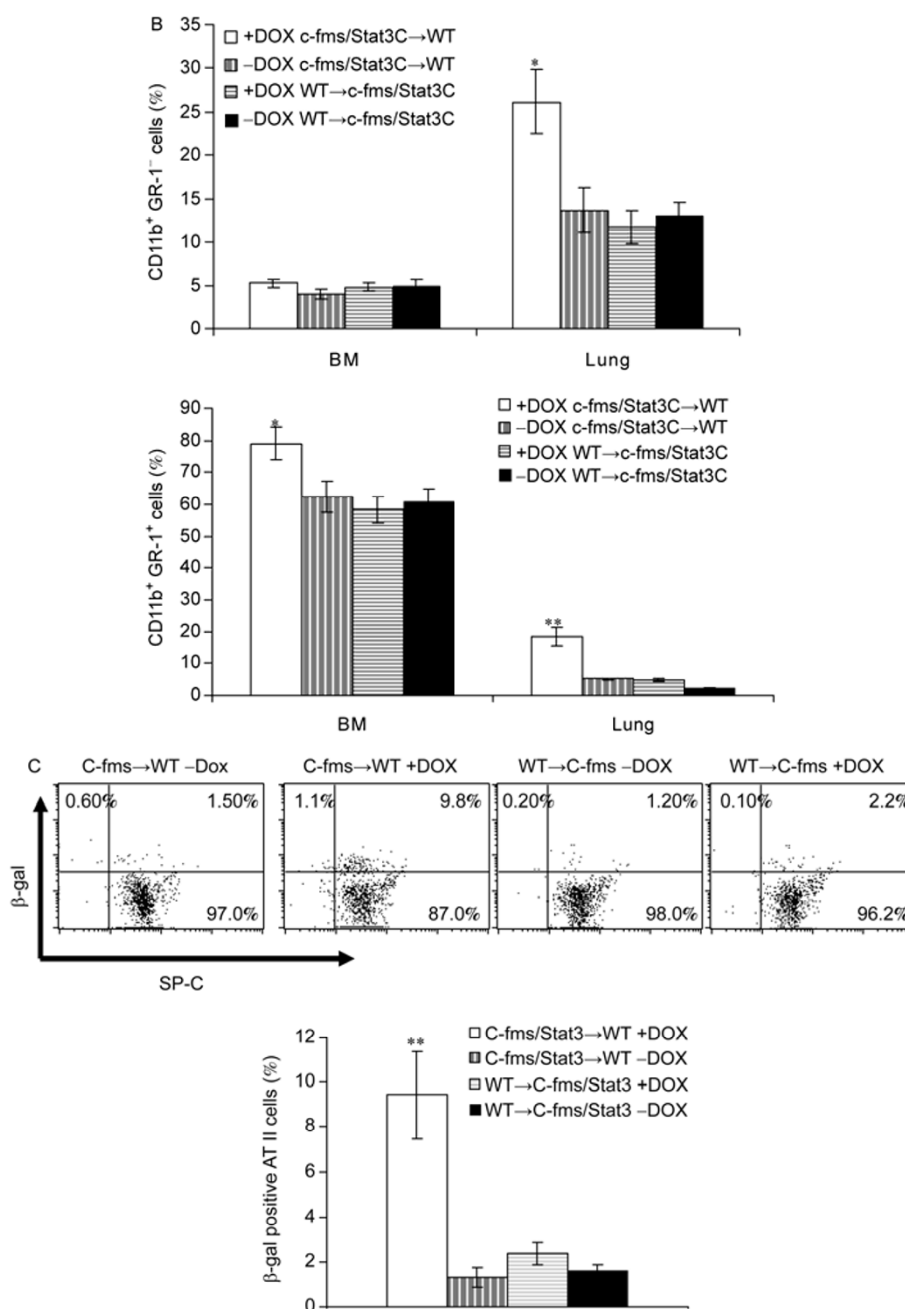 B
35
30
25
20
15
10
5
0
CD11b⁺ GR-1⁻ cells (%)
+DOX c-fms/Stat3C→WT
−DOX c-fms/Stat3C→WT
+DOX WT→c-fms/Stat3C
−DOX WT→c-fms/Stat3C
*
BM Lung
90
80
70
60
50
40
30
20
10
0
CD11b⁺ GR-1⁺ cells (%)
+DOX c-fms/Stat3C→WT
−DOX c-fms/Stat3C→WT
+DOX WT→c-fms/Stat3C
−DOX WT→c-fms/Stat3C
*
**
BM Lung
C
C-fms→WT −Dox C-fms→WT +DOX WT→C-fms −DOX WT→C-fms +DOX
0.60% 1.50% 1.1% 9.8% 0.20% 1.20% 0.10% 2.2%
97.0% 87.0% 98.0% 96.2%
β-gal
SP-C
12
10
8
6
4
2
0
β-gal positive AT II cells (%)
**
C-fms/Stat3→WT +DOX
C-fms/Stat3→WT −DOX
WT→C-fms/Stat3 +DOX
WT→C-fms/Stat3 −DOX